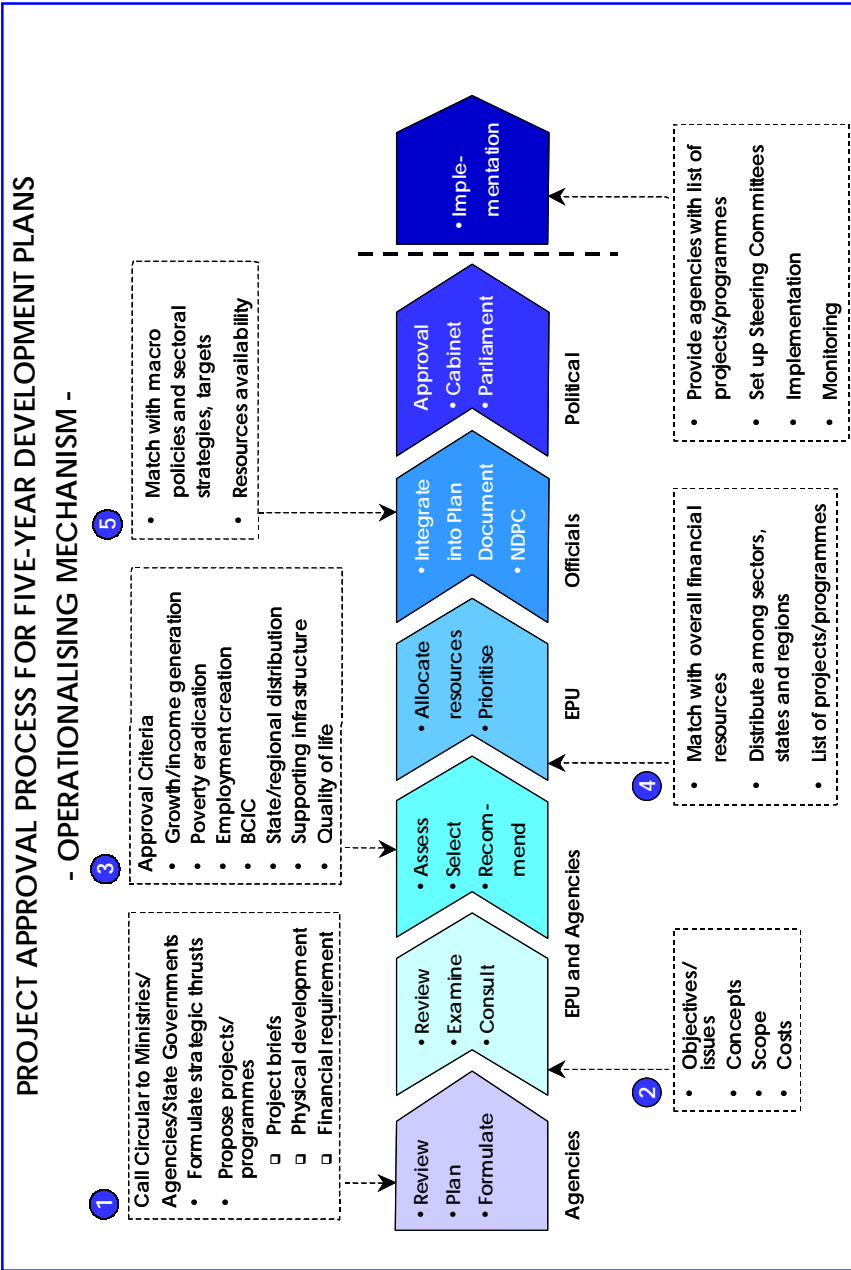 PROJECT APPROVAL PROCESS FOR FIVE-YEAR DEVELOPMENT PLANS
- OPERATIONALISING MECHANISM -
1
Call Circular to Ministries/
Agencies/State Governments
• Formulate strategic thrusts
• Propose projects/
programmes
❑ Project briefs
❑ Physical development
❑ Financial requirement
3
Approval Criteria
• Growth/income generation
• Poverty eradication
• Employment creation
• BCIC
• State/regional distribution
• Supporting infrastructure
• Quality of life
5
• Match with macro
policies and sectoral
strategies, targets
• Resources availability
• Review
• Plan
• Formulate
• Review
• Examine
• Consult
• Assess
• Select
• Recom-
mend
• Allocate
resources
• Prioritise
• Integrate
into Plan
Document
• NDPC
Approval
• Cabinet
• Parliament
• Imple-
mentation
Agencies
EPU and Agencies
EPU
Officials
Political
2
• Objectives/
issues
• Concepts
• Scope
• Costs
4
• Match with overall financial
resources
• Distribute among sectors,
states and regions
• List of projects/programmes
• Provide agencies with list of
projects/programmes
• Set up Steering Committees
• Implementation
• Monitoring